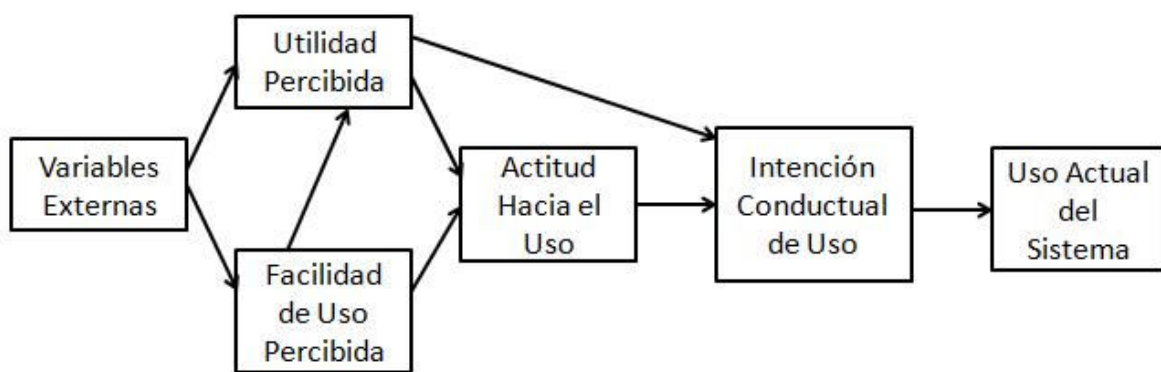 Utilidad
Percibida
Variables
Externas
Facilidad
de Uso
Percibida
Actitud
Hacia el
Uso
Intención
Conductual
de Uso
Uso Actual
del
Sistema